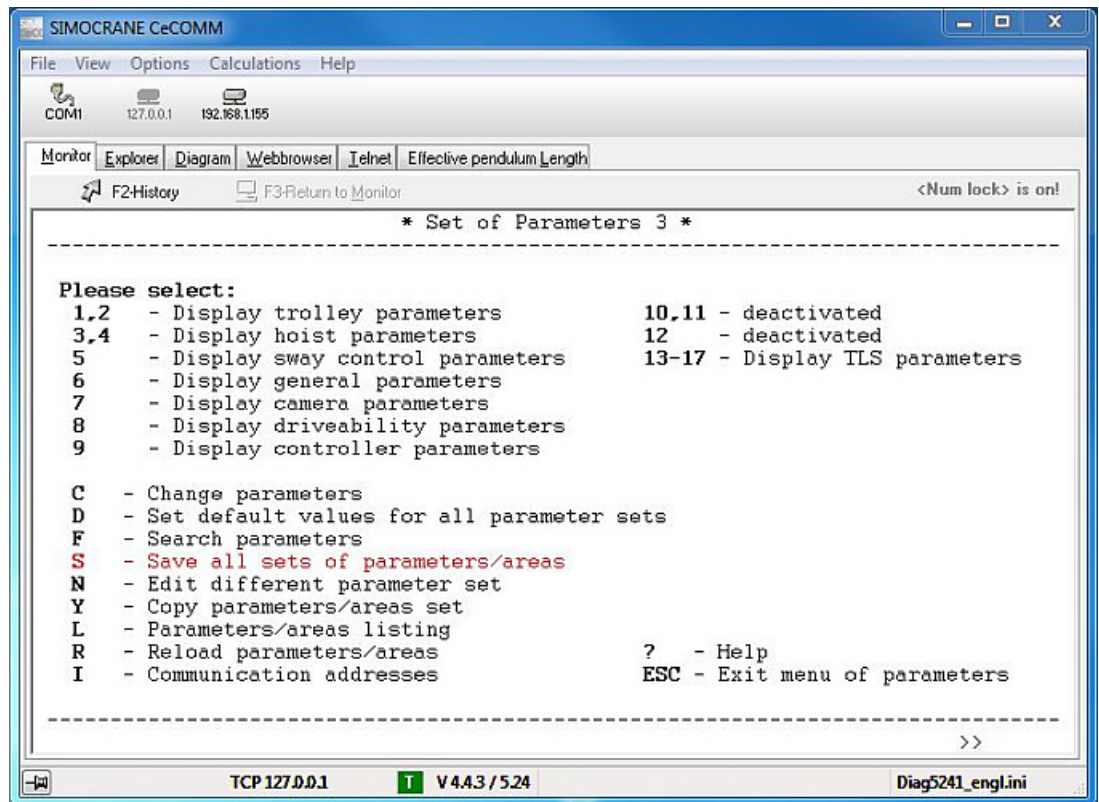 SIMOCRANE CeCOMM
File View Options Calculations Help
COM1 127.0.0.1 192.168.1.155
Monitor Explorer Diagram Webbrowser Telnet Effective pendulum Length
F2-History F3-Return to Monitor <Num lock> is on!
* Set of Parameters 3 *
Please select:
1,2 - Display trolley parameters 10,11 - deactivated
3,4 - Display hoist parameters 12 - deactivated
5 - Display sway control parameters 13-17 - Display TLS parameters
6 - Display general parameters
7 - Display camera parameters
8 - Display driveability parameters
9 - Display controller parameters
C - Change parameters
D - Set default values for all parameter sets
F - Search parameters
S - Save all sets of parameters/areas
N - Edit different parameter set
Y - Copy parameters/areas set
L - Parameters/areas listing
R - Reload parameters/areas ? - Help
I - Communication addresses ESC - Exit menu of parameters
>>
TCP 127.0.0.1 T V 4.4.3 / 5.24 Diag5241_engl.ini